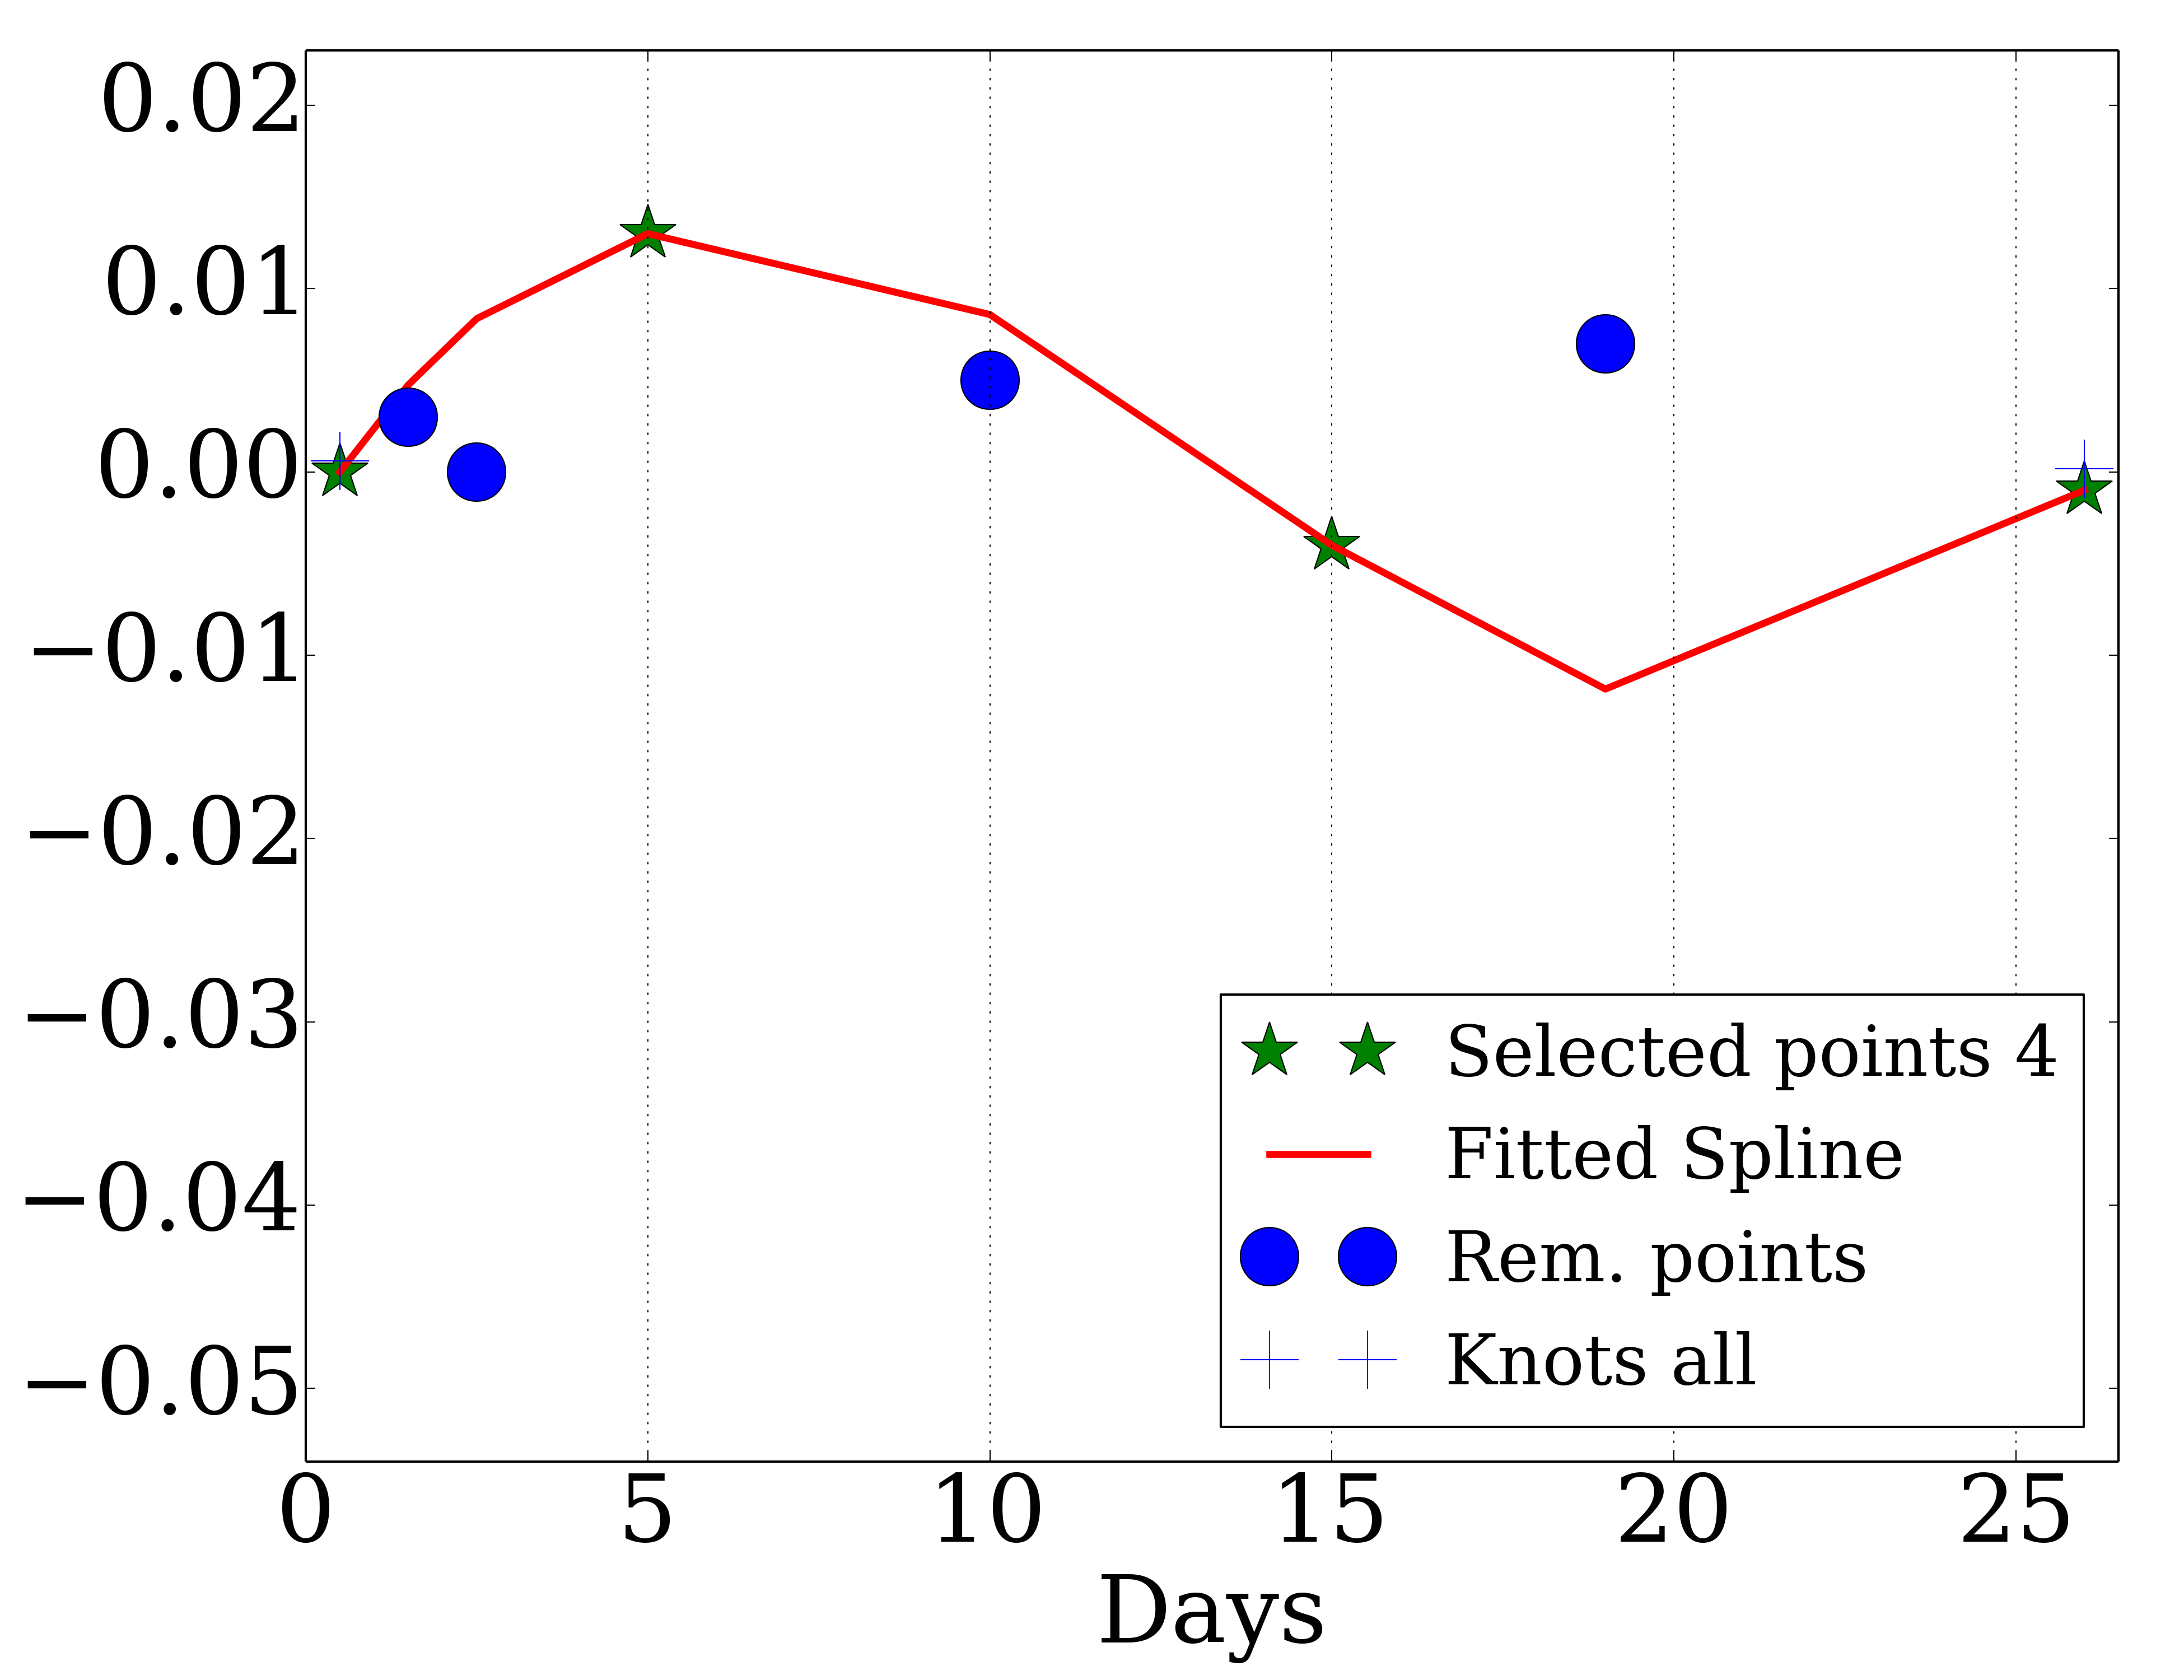 0.02
0.01
0.00
−0.01
−0.02
−0.03
−0.04
−0.05
Selected points 4
Fitted Spline
Rem. points
Knots all
0 5 10 15 20 25
Days